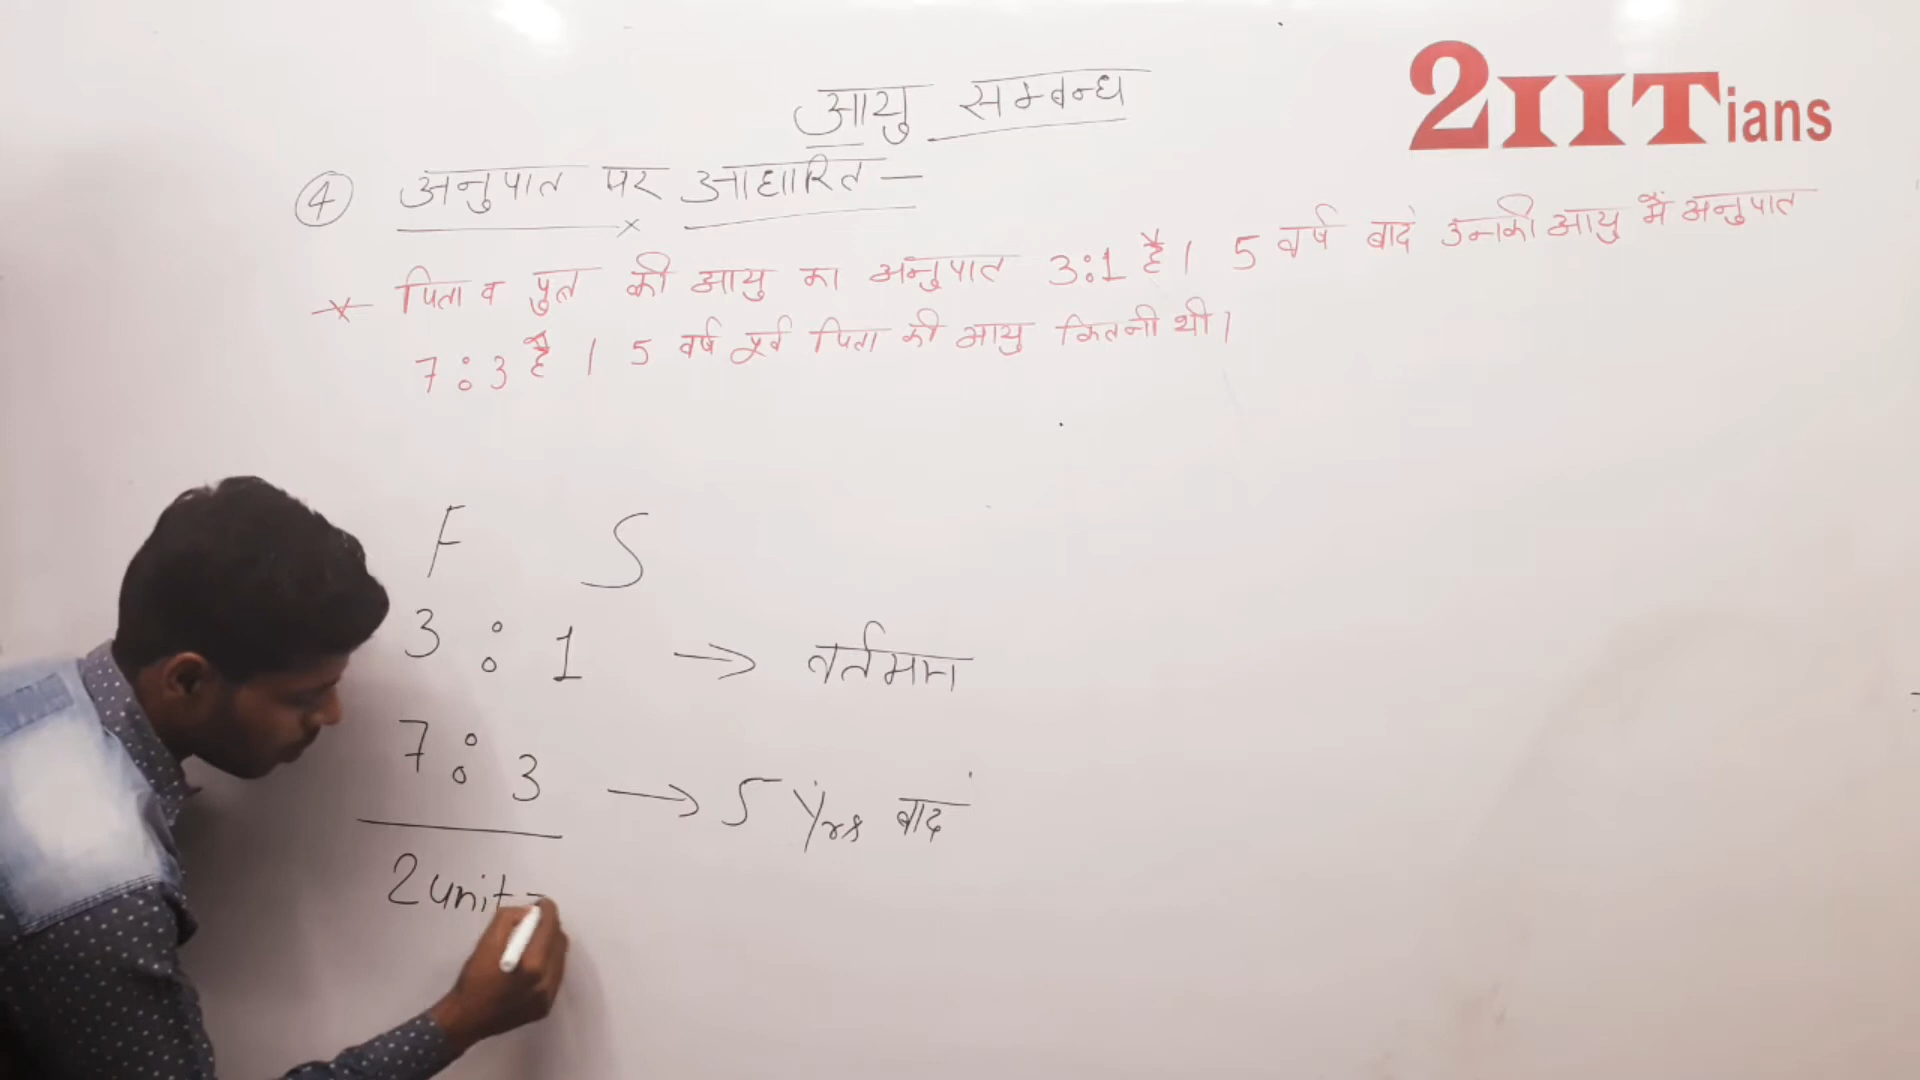 2IITians
आयु सम्बन्ध
④ अनुपात पर आधारित –
पिता व पुत्र की आयु का अनुपात 3:1 है। 5 वर्ष बाद उनकी आयु में अनुपात
7:3 है। 5 वर्ष पूर्व पिता की आयु कितनी थी।
F S
3 : 1 → वर्तमान
7 : 3 → 5 Yrs बाद
2 unit =